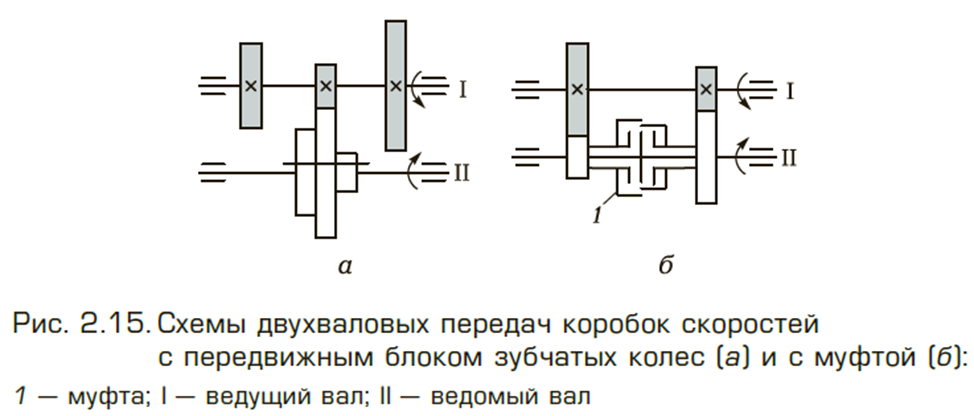 I
II
а
I
II
1
б
Рис. 2.15. Схемы двухваловых передач коробок скоростей
с передвижным блоком зубчатых колес (а) и с муфтой (б):
1 — муфта; I — ведущий вал; II — ведомый вал